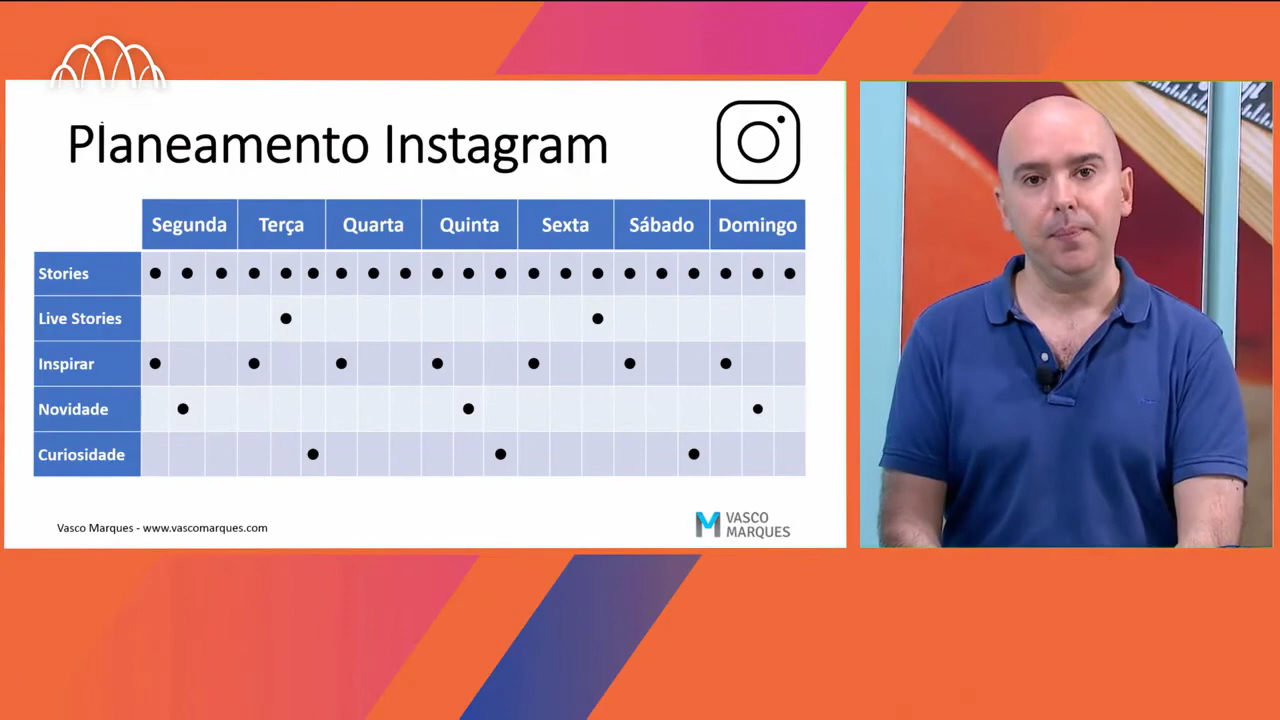 Planeamento Instagram
Segunda Terça Quarta Quinta Sexta Sábado Domingo
Stories
Live Stories
Inspirar
Novidade
Curiosidade
Vasco Marques - www.vascomarques.com
VASCO
MARQUES